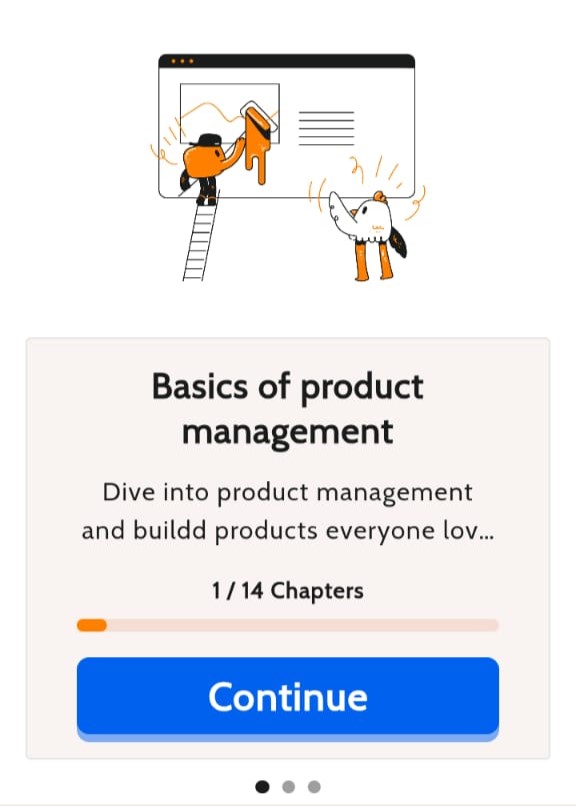 Basics of product
management
Dive into product management
and buildd products everyone lov...
1 / 14 Chapters
Continue